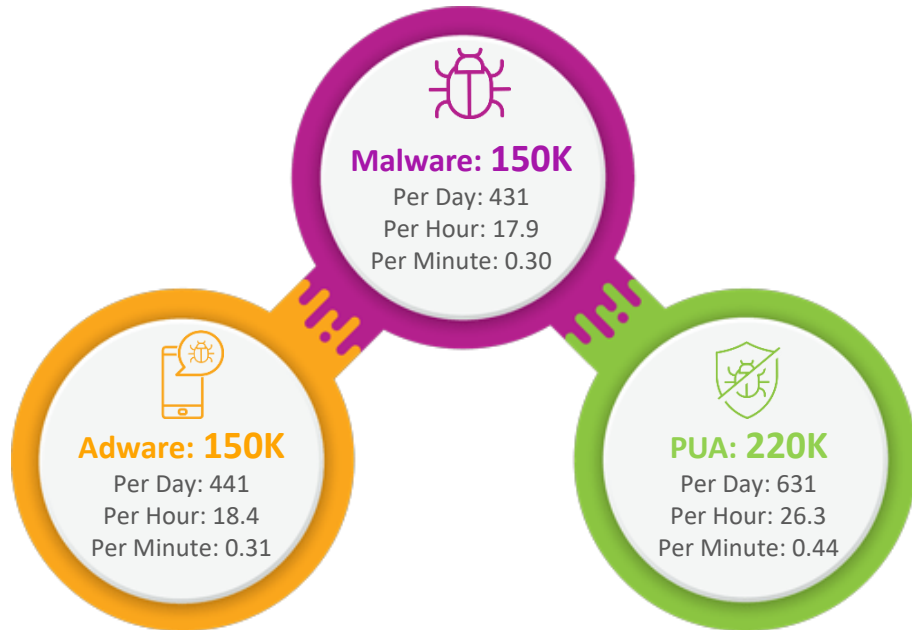 Malware: 150K
Per Day: 431
Per Hour: 17.9
Per Minute: 0.30
Adware: 150K
Per Day: 441
Per Hour: 18.4
Per Minute: 0.31
PUA: 220K
Per Day: 631
Per Hour: 26.3
Per Minute: 0.44